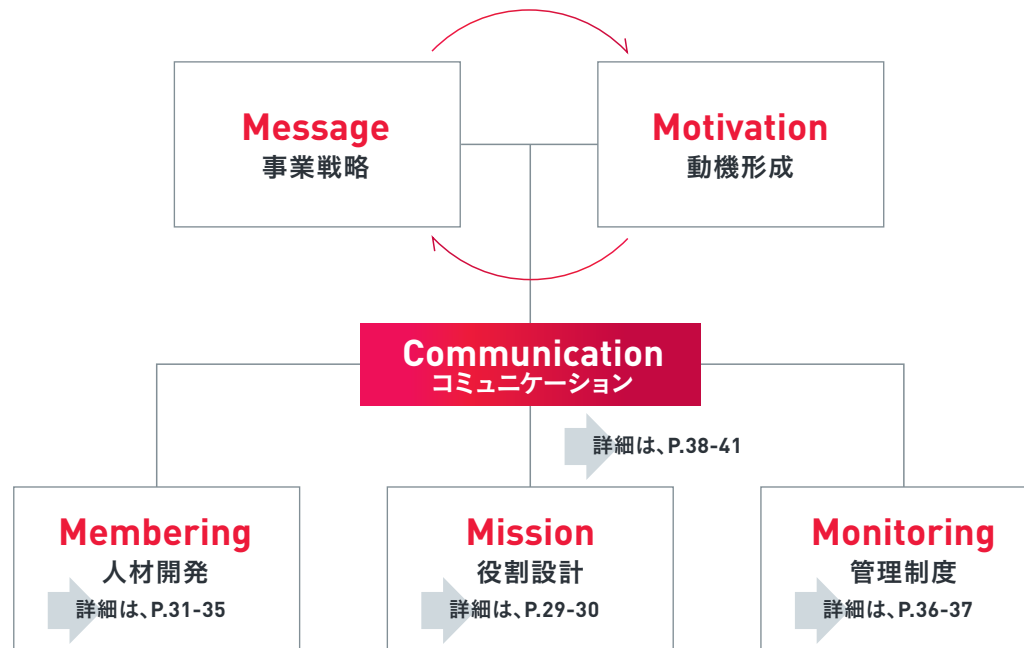 Message
事業戦略
Motivation
動機形成
Communication
コミュニケーション
詳細は、P.38-41
Membering
人材開発
詳細は、P.31-35
Mission
役割設計
詳細は、P.29-30
Monitoring
管理制度
詳細は、P.36-37